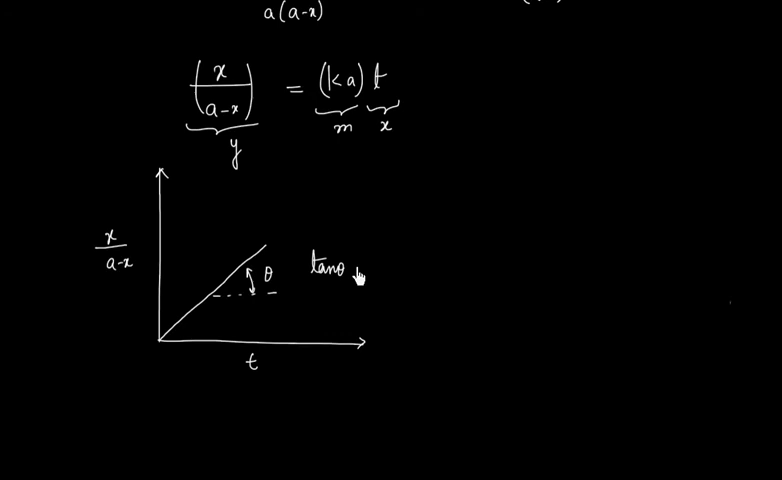 a(a-x)
(x/(a-x)) = (ka) t
y m x
x/(a-x)
θ tanθ
t